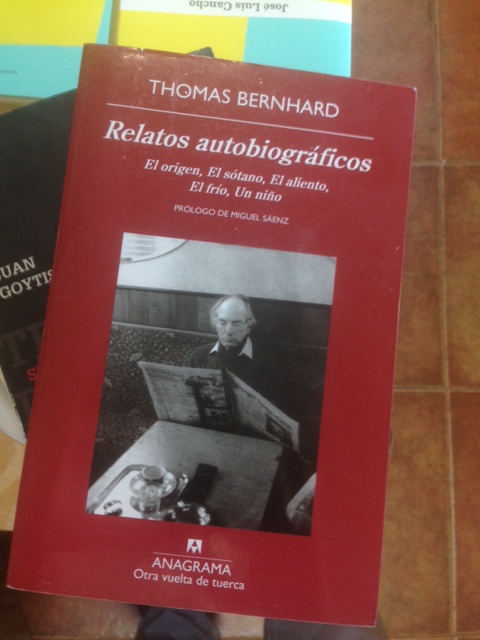 José Luis Cancho
THOMAS BERNHARD
Relatos autobiográficos
El origen, El sótano, El aliento,
El frío, Un niño
PRÓLOGO DE MIGUEL SÁENZ
JUAN
GOYTIS
ANAGRAMA
Otra vuelta de tuerca